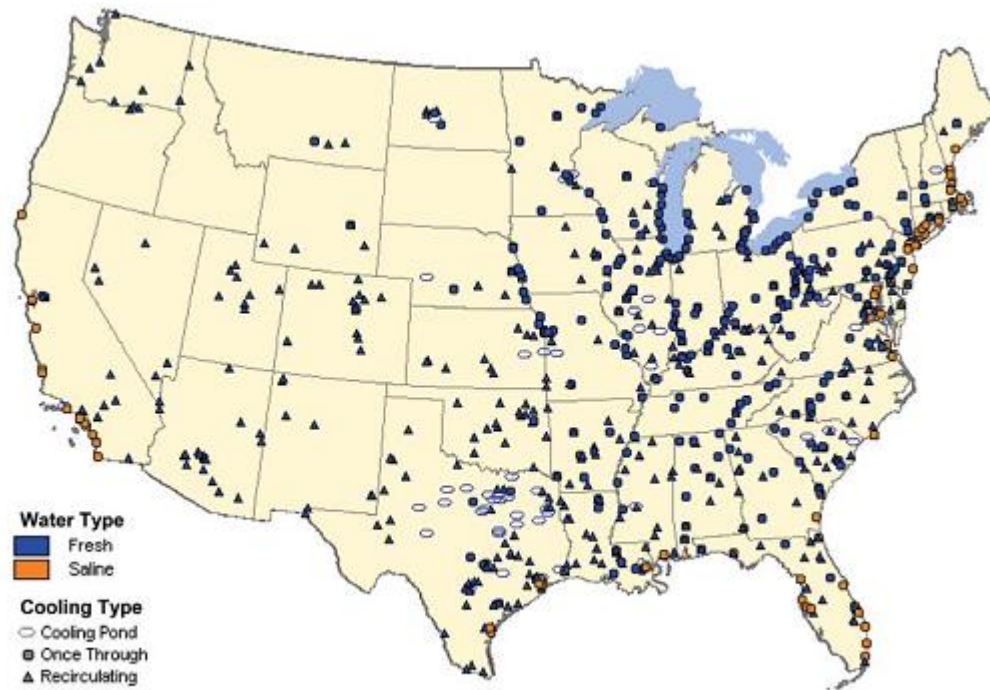 Water Type
Fresh
Saline
Cooling Type
Cooling Pond
Once Through
Recirculating